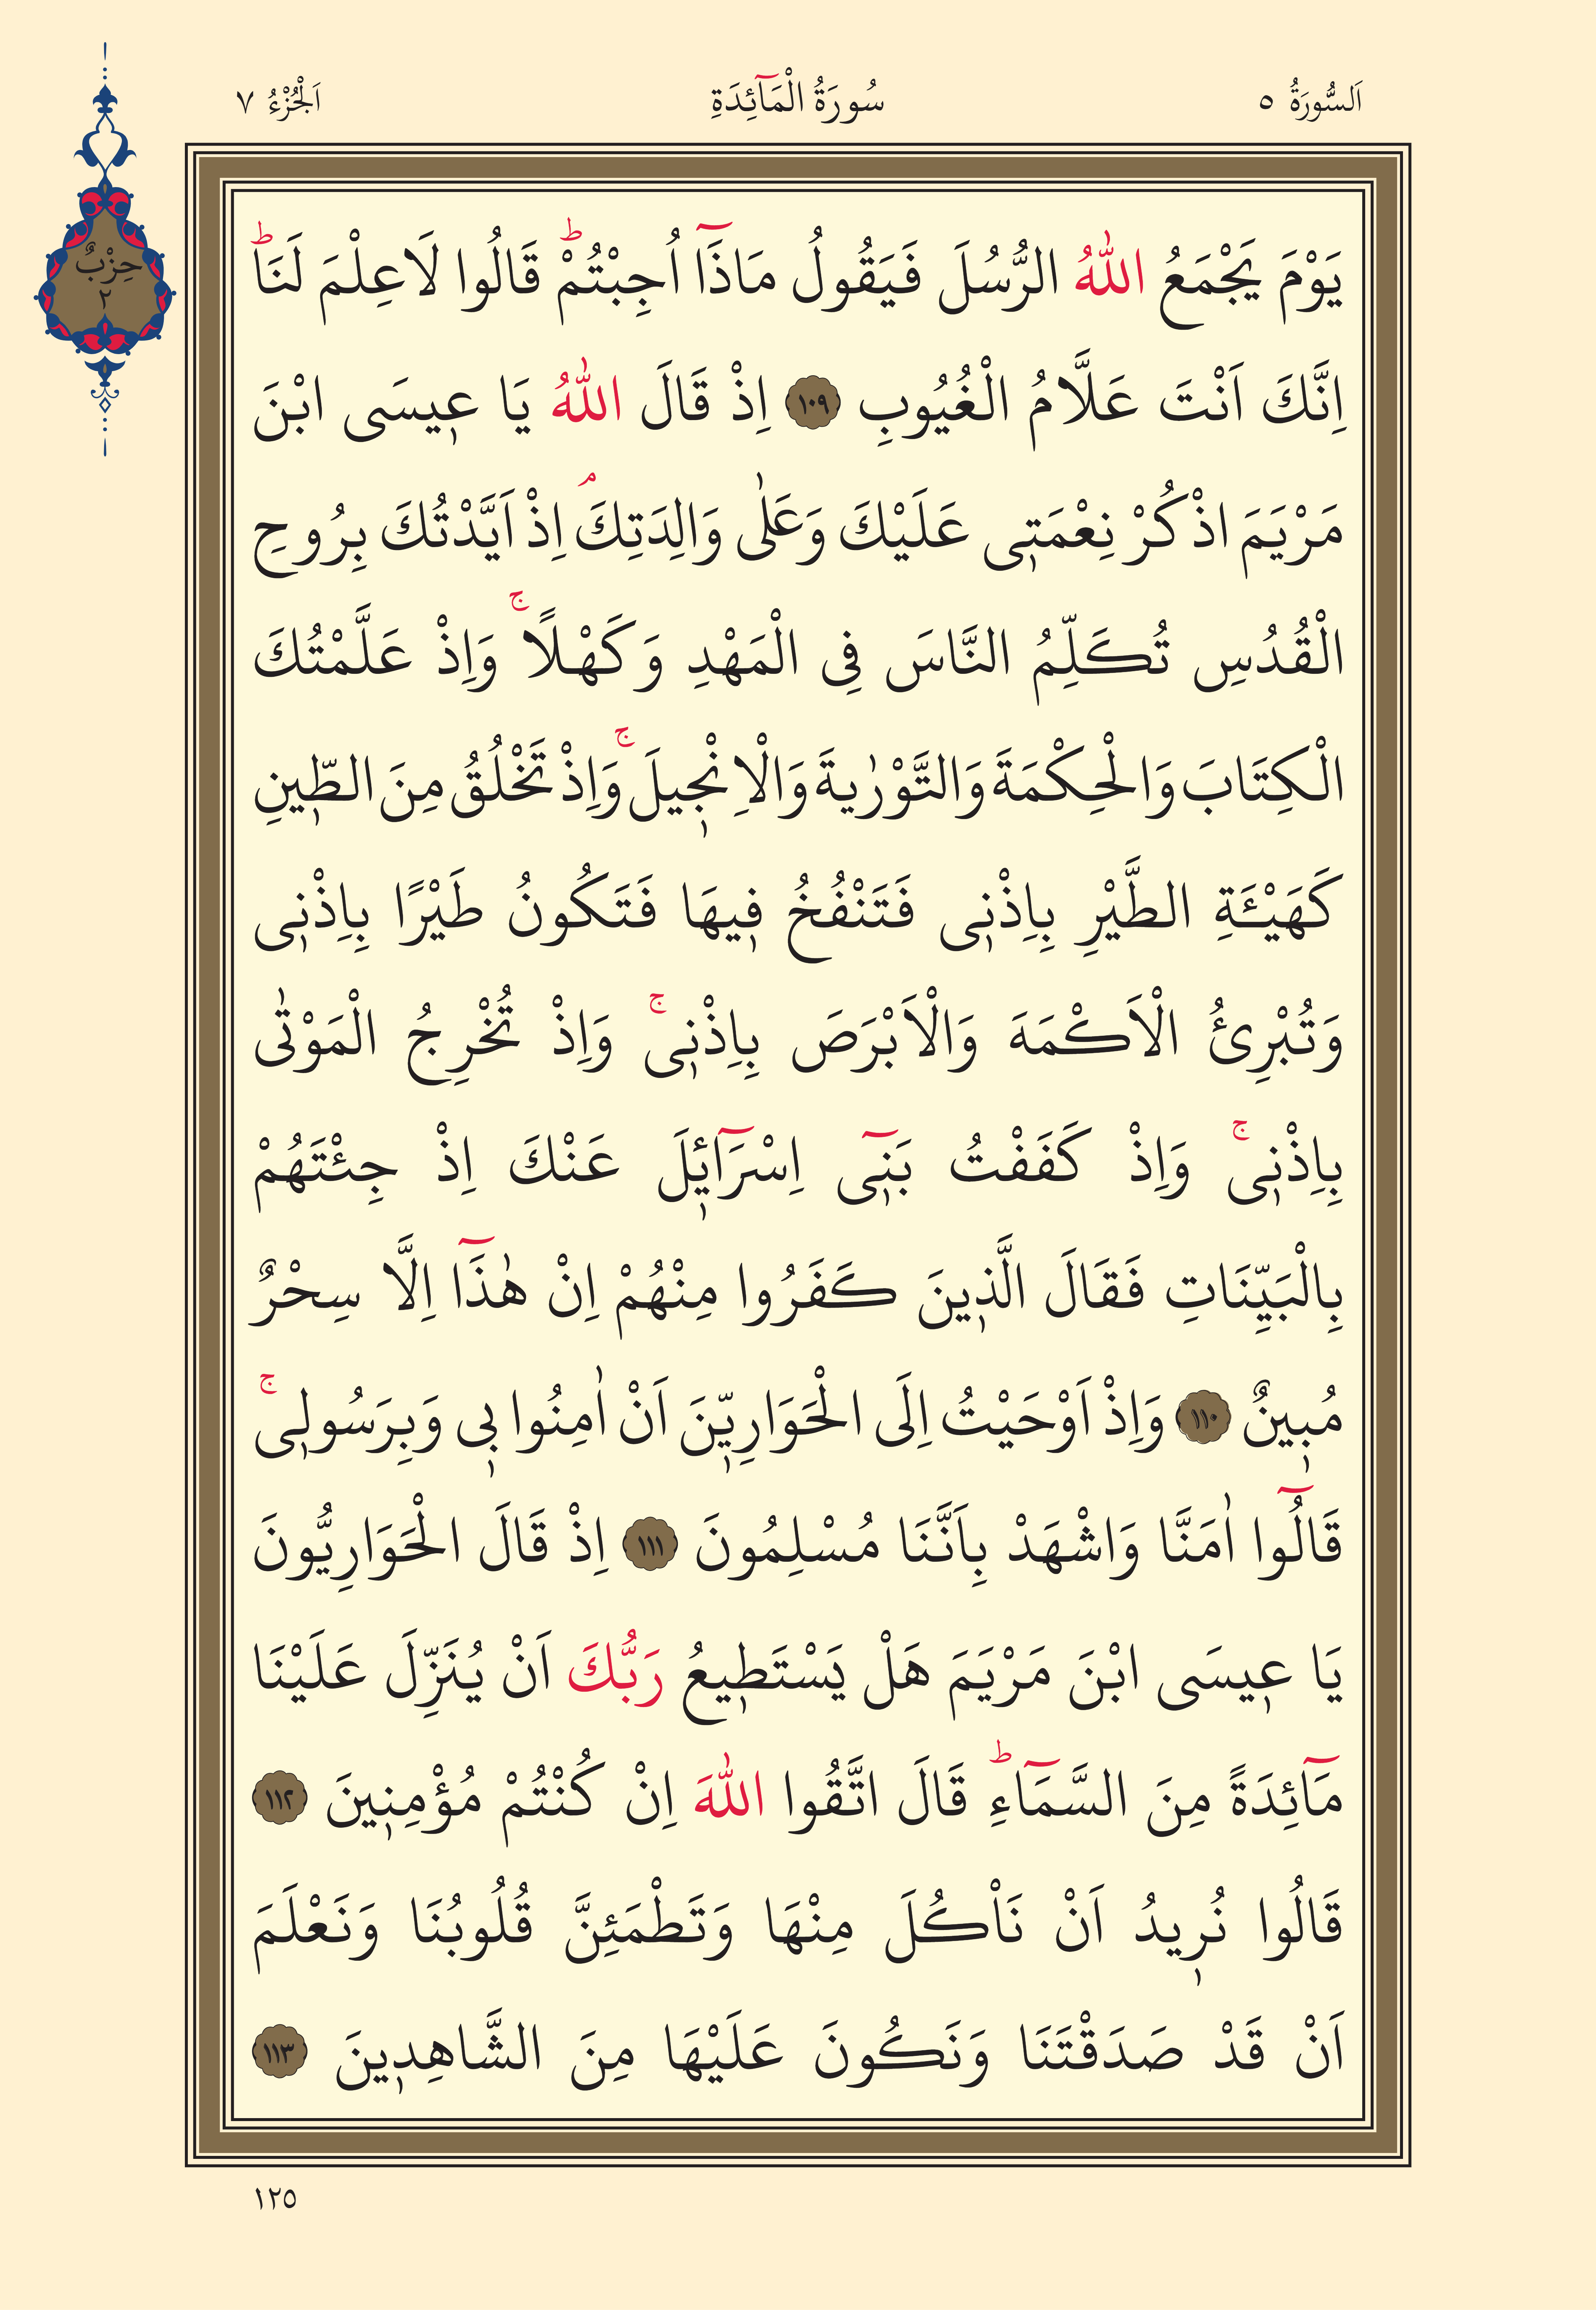 اَلسُّورَةُ ٥ سُورَةُ الْمَآئِدَةِ اَلْجُزْءُ ٧
حِزْبٌ
٢
يَوْمَ يَجْمَعُ اللّٰهُ الرُّسُلَ فَيَقُولُ مَاذَٓا اُجِبْتُمْۜ قَالُوا لَاعِلْمَ لَنَاۜ
اِنَّكَ اَنْتَ عَلَّامُ الْغُيُوبِ ﴿١٠٩﴾ اِذْ قَالَ اللّٰهُ يَا ع۪يسَى ابْنَ
مَرْيَمَ اذْكُرْ نِعْمَت۪ى عَلَيْكَ وَعَلٰى وَالِدَتِكَۢ اِذْ اَيَّدْتُكَ بِرُوحِ
الْقُدُسِ تُكَلِّمُ النَّاسَ فِى الْمَهْدِ وَكَهْلًاۚ وَاِذْ عَلَّمْتُكَ
الْكِتَابَ وَالْحِكْمَةَ وَالتَّوْرٰيةَ وَالْاِنْج۪يلَۚ وَاِذْ تَخْلُقُ مِنَ الطّ۪ينِ
كَهَيْـَٔةِ الطَّيْرِ بِاِذْن۪ى فَتَنْفُخُ ف۪يهَا فَتَكُونُ طَيْرًا بِاِذْن۪ى
وَتُبْرِئُ الْاَكْمَهَ وَالْاَبْرَصَ بِاِذْن۪ىۚ وَاِذْ تُخْرِجُ الْمَوْتٰى
بِاِذْن۪ىۚ وَاِذْ كَفَفْتُ بَن۪ٓى اِسْرَٓائ۪لَ عَنْكَ اِذْ جِئْتَهُمْ
بِالْبَيِّنَاتِ فَقَالَ الَّذ۪ينَ كَفَرُوا مِنْهُمْ اِنْ هٰذَٓا اِلَّا سِحْرٌ
مُب۪ينٌ ﴿١١٠﴾ وَاِذْ اَوْحَيْتُ اِلَى الْحَوَارِيّ۪نَ اَنْ اٰمِنُوا ب۪ى وَبِرَسُول۪ىۚ
قَالُٓوا اٰمَنَّا وَاشْهَدْ بِاَنَّنَا مُسْلِمُونَ ﴿١١١﴾ اِذْ قَالَ الْحَوَارِيُّونَ
يَا ع۪يسَى ابْنَ مَرْيَمَ هَلْ يَسْتَط۪يعُ رَبُّكَ اَنْ يُنَزِّلَ عَلَيْنَا
مَٓائِدَةً مِنَ السَّمَٓاءِۜ قَالَ اتَّقُوا اللّٰهَ اِنْ كُنْتُمْ مُؤْمِن۪ينَ ﴿١١٢﴾
قَالُوا نُر۪يدُ اَنْ نَاْكُلَ مِنْهَا وَتَطْمَئِنَّ قُلُوبُنَا وَنَعْلَمَ
اَنْ قَدْ صَدَقْتَنَا وَنَكُونَ عَلَيْهَا مِنَ الشَّاهِد۪ينَ ﴿١١٣﴾
١٢٥